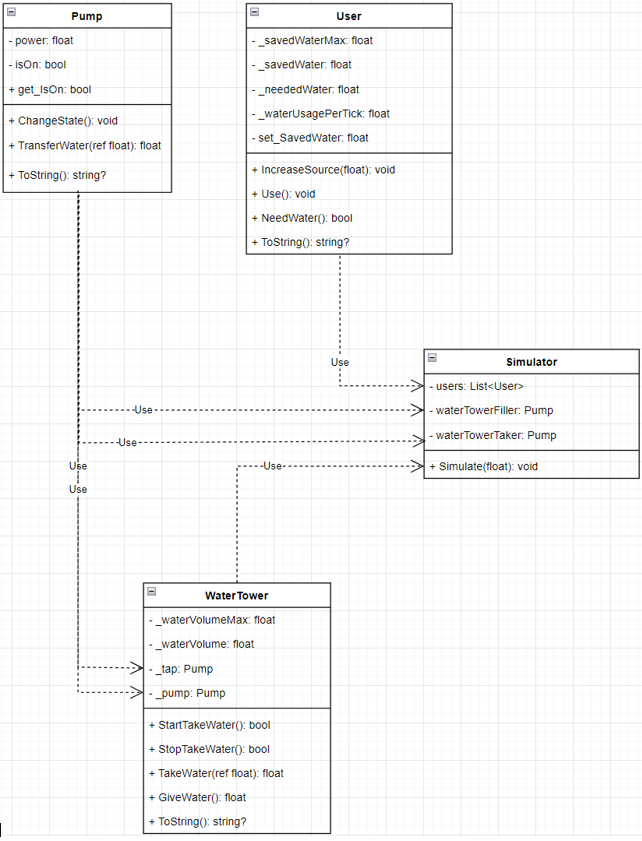 Pump
- power: float
- isOn: bool
+ get_IsOn: bool
+ ChangeState(): void
+ TransferWater(ref float): float
+ ToString(): string?
User
- _savedWaterMax: float
- _savedWater: float
- _neededWater: float
- _waterUsagePerTick: float
- set_SavedWater: float
+ IncreaseSource(float): void
+ Use(): void
+ NeedWater(): bool
+ ToString(): string?
Use
Simulator
- users: List<User>
- waterTowerFiller: Pump
- waterTowerTaker: Pump
+ Simulate(float): void
Use
Use
Use
Use
Use
WaterTower
- _waterVolumeMax: float
- _waterVolume: float
- _tap: Pump
- _pump: Pump
+ StartTakeWater(): bool
+ StopTakeWater(): bool
+ TakeWater(ref float): float
+ GiveWater(): float
+ ToString(): string?